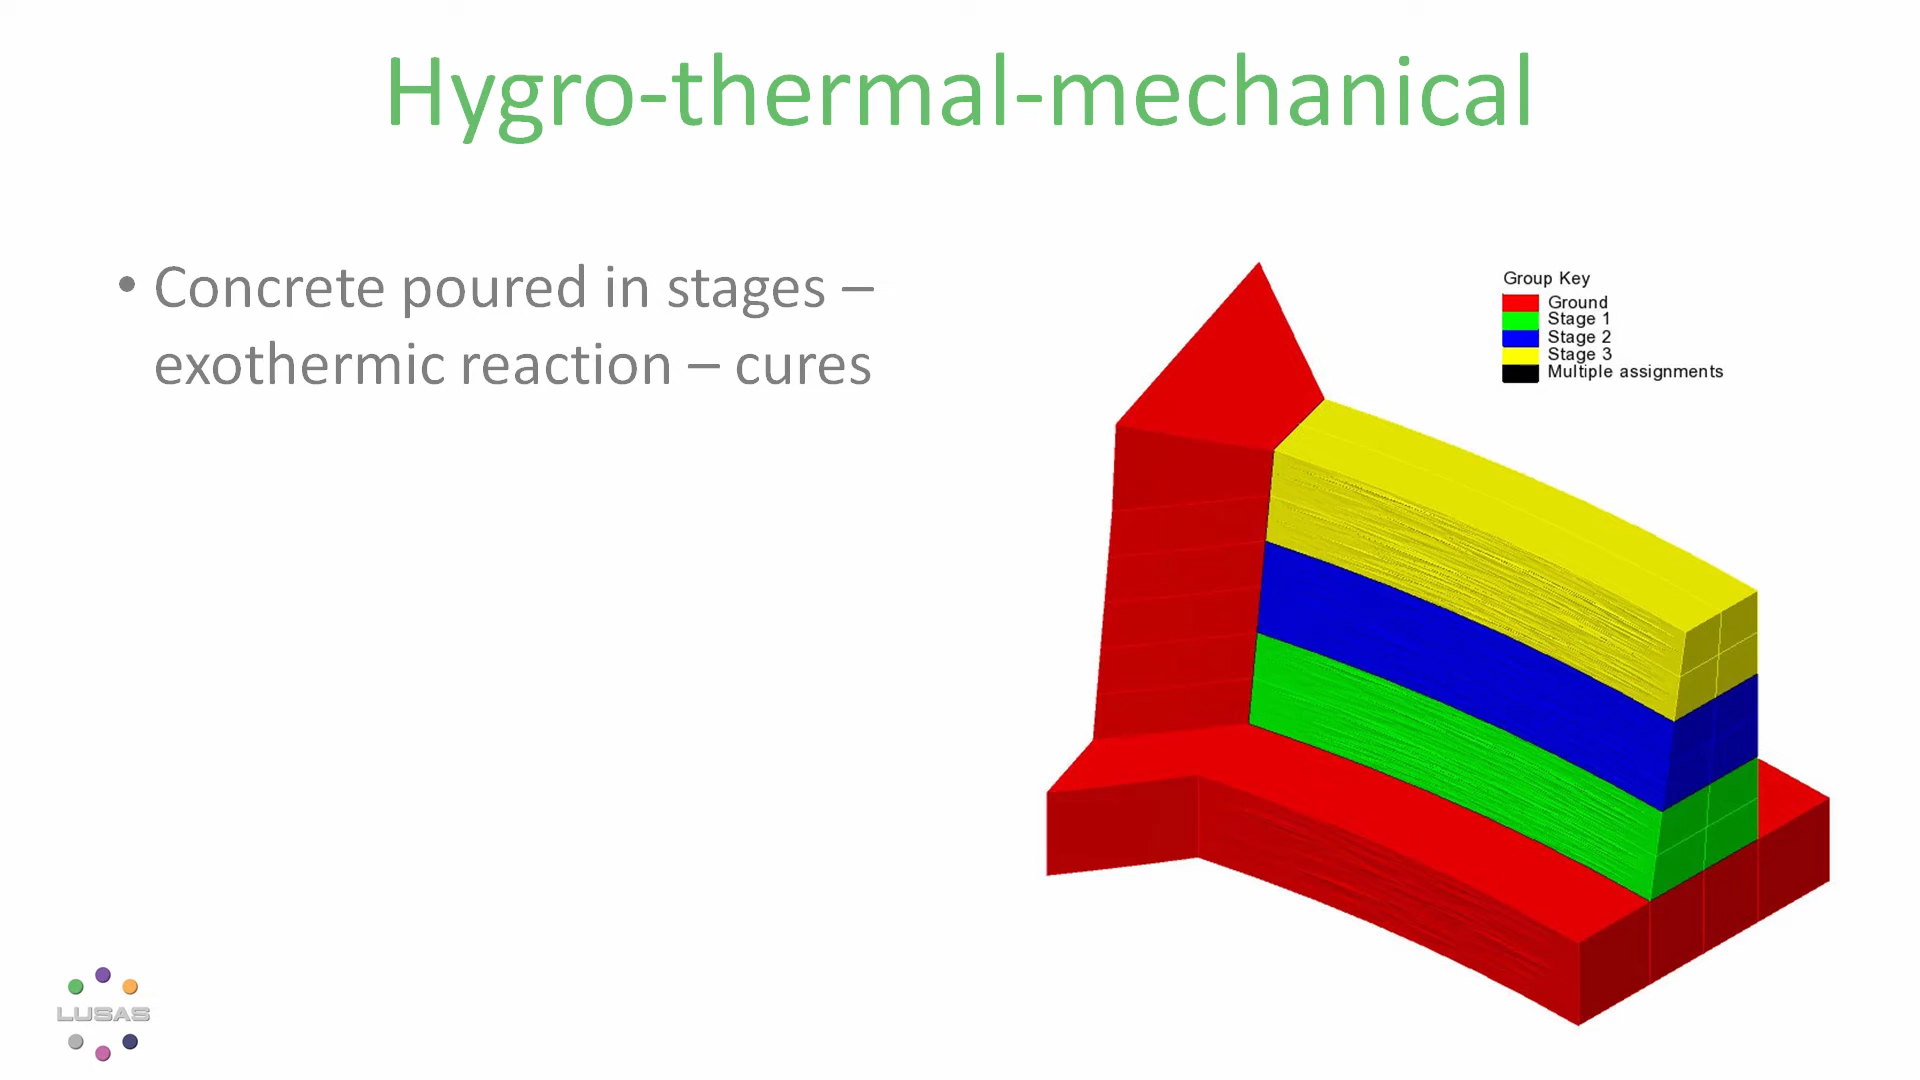 Hygro-thermal-mechanical
• Concrete poured in stages –
exothermic reaction – cures
Group Key
Ground
Stage 1
Stage 2
Stage 3
Multiple assignments
LUSAS